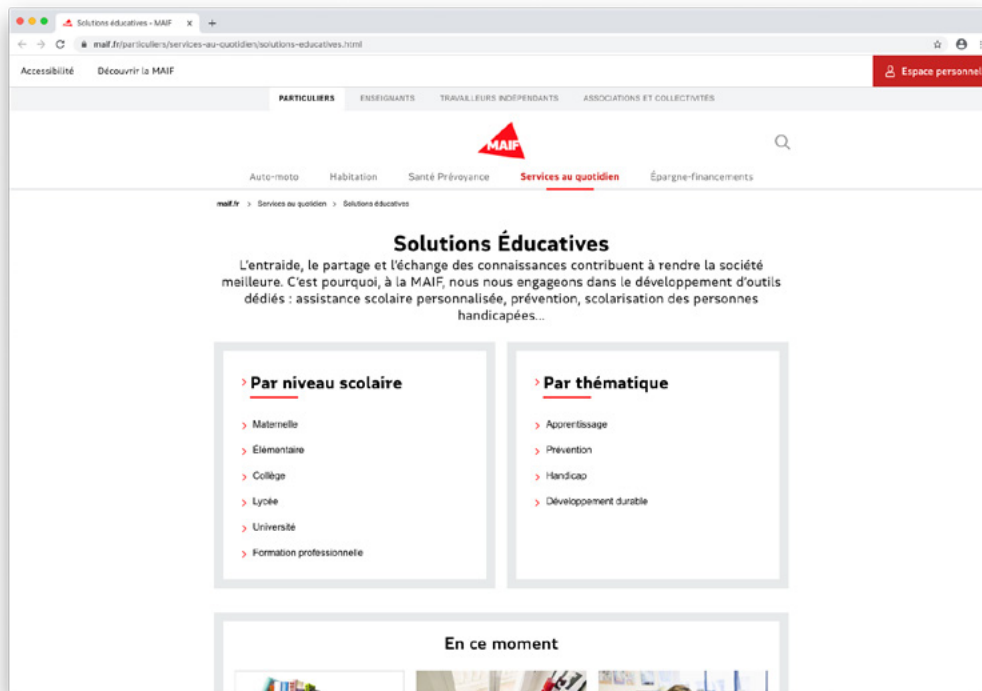 Solutions éducatives - MAIF
maif.fr/particuliers/services-au-quotidien/solutions-educatives.html
Accessibilité Découvrir la MAIF
Espace personnel
PARTICULIERS ENSEIGNANTS TRAVAILLEURS INDÉPENDANTS ASSOCIATIONS ET COLLECTIVITÉS
MAIF
Auto-moto Habitation Santé Prévoyance Services au quotidien Épargne-financements
maif.fr > Services au quotidien > Solutions éducatives
Solutions Éducatives
L'entraide, le partage et l'échange des connaissances contribuent à rendre la société
meilleure. C'est pourquoi, à la MAIF, nous nous engageons dans le développement d'outils
dédiés : assistance scolaire personnalisée, prévention, scolarisation des personnes
handicapées...
Par niveau scolaire
Maternelle
Élémentaire
Collège
Lycée
Université
Formation professionnelle
Par thématique
Apprentissage
Prévention
Handicap
Développement durable
En ce moment